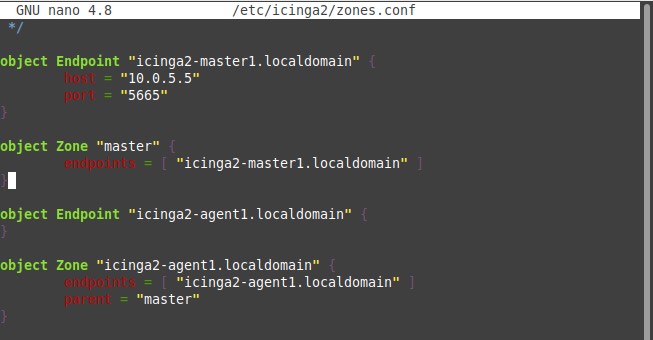 GNU nano 4.8 /etc/icinga2/zones.conf
*/
object Endpoint "icinga2-master1.localdomain" {
host = "10.0.5.5"
port = "5665"
}
object Zone "master" {
endpoints = [ "icinga2-master1.localdomain" ]
}
object Endpoint "icinga2-agent1.localdomain" {
}
object Zone "icinga2-agent1.localdomain" {
endpoints = [ "icinga2-agent1.localdomain" ]
parent = "master"
}